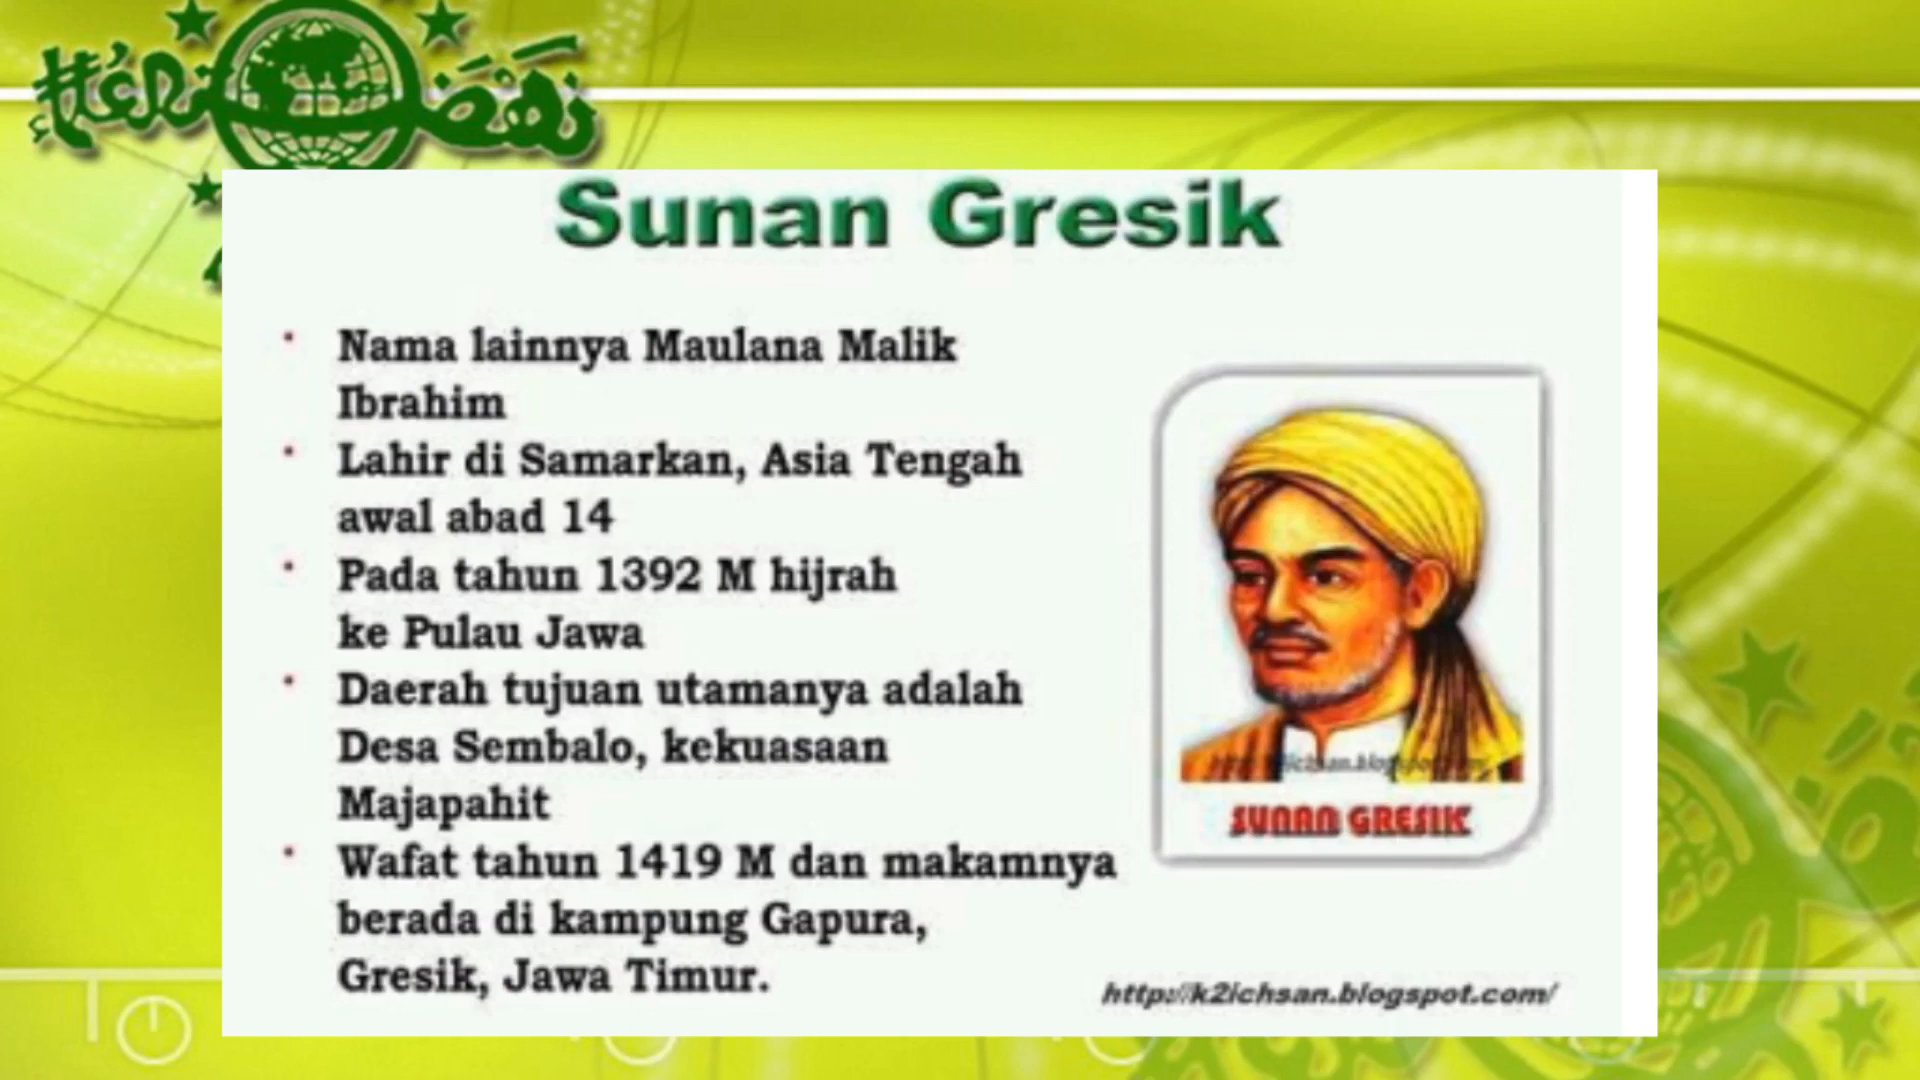 Sunan Gresik
• Nama lainnya Maulana Malik
Ibrahim
• Lahir di Samarkan, Asia Tengah
awal abad 14
• Pada tahun 1392 M hijrah
ke Pulau Jawa
• Daerah tujuan utamanya adalah
Desa Sembalo, kekuasaan
Majapahit
• Wafat tahun 1419 M dan makamnya
berada di kampung Gapura,
Gresik, Jawa Timur.
SUNAN GRESIK
http://k2ichsan.blogspot.com/